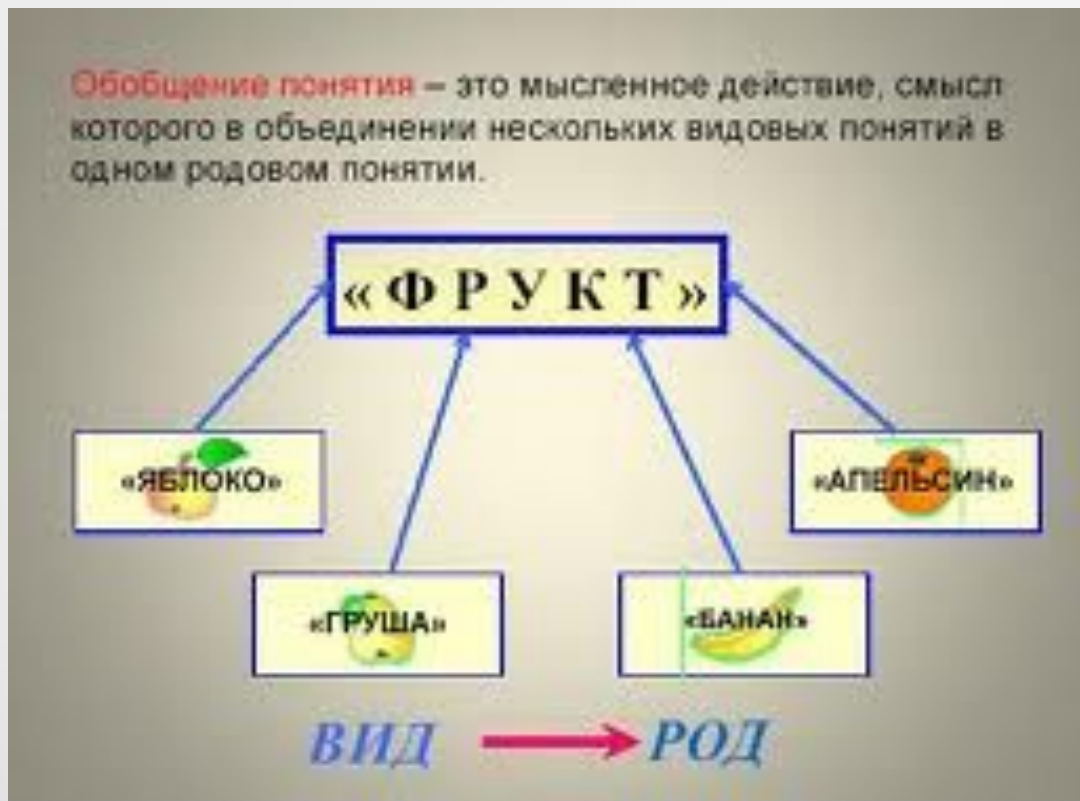 Обобщение понятия – это мысленное действие, смысл
которого в объединении нескольких видовых понятий в
одном родовом понятии.
« Ф Р У К Т »
«ЯБЛОКО»
«АПЕЛЬСИН»
«ГРУША»
«БАНАН»
ВИД РОД